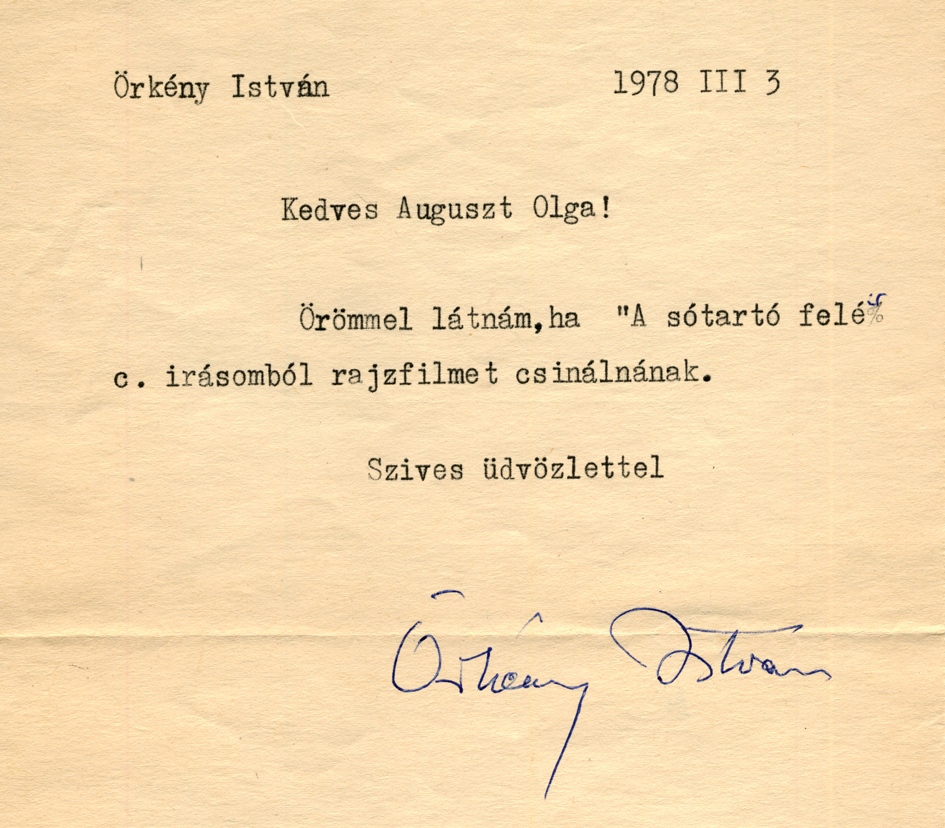 Örkény István 1978 III 3
Kedves Auguszt Olga!
Örömmel látnám,ha "A sótartó felé"
c. irásomból rajzfilmet csinálnának.
Szives üdvözlettel
Örkény István